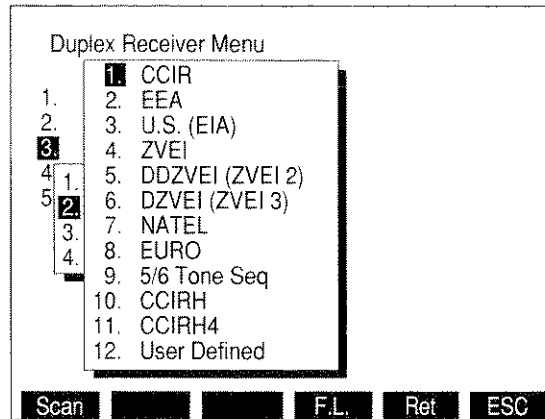 Duplex Receiver Menu
1.
2.
3.
4
5
1.
2.
3.
4.
1. CCIR
2. EEA
3. U.S. (EIA)
4. ZVEI
5. DDZVEI (ZVEI 2)
6. DZVEI (ZVEI 3)
7. NATEL
8. EURO
9. 5/6 Tone Seq
10. CCIRH
11. CCIRH4
12. User Defined
Scan F.L. Ret ESC